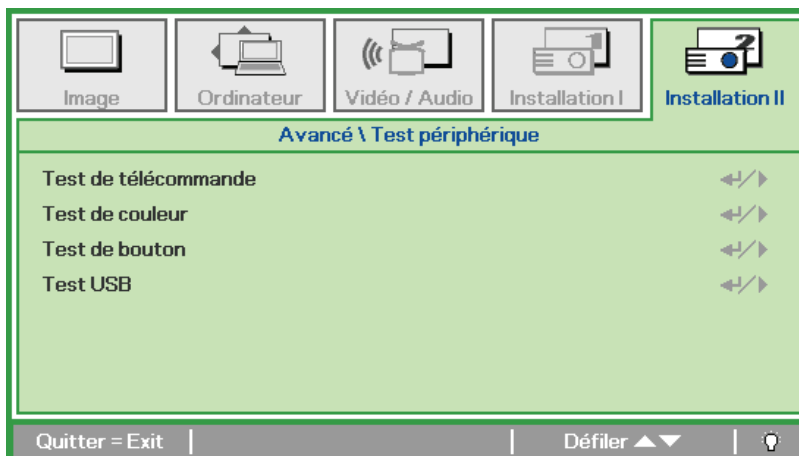 Image
Ordinateur
Vidéo / Audio
Installation I
Installation II
Avancé \ Test périphérique
Test de télécommande
Test de couleur
Test de bouton
Test USB
Quitter = Exit
Défiler